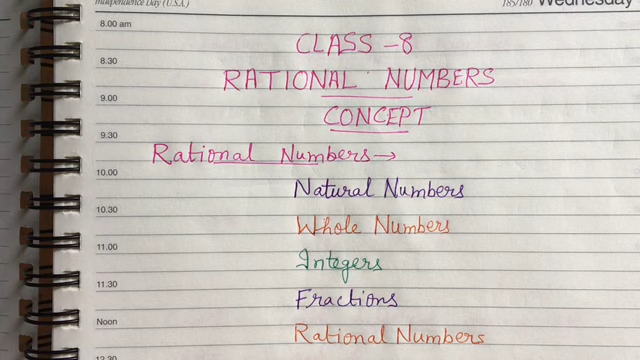 Independence Day (U.S.A.)
185/180 Wednesday
8.00 am
CLASS -8
8.30
RATIONAL NUMBERS
9.00
CONCEPT
9.30
Rational Numbers →
10.00
Natural Numbers
10.30
Whole Numbers
11.00
Integers
11.30
Fractions
Noon
Rational Numbers
12.30